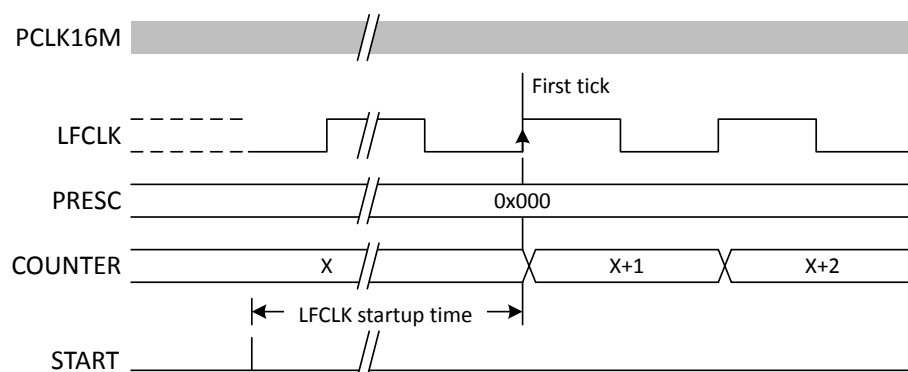 PCLK16M
First tick
LFCLK
PRESC
0x000
COUNTER
X
X+1
X+2
LFCLK startup time
START